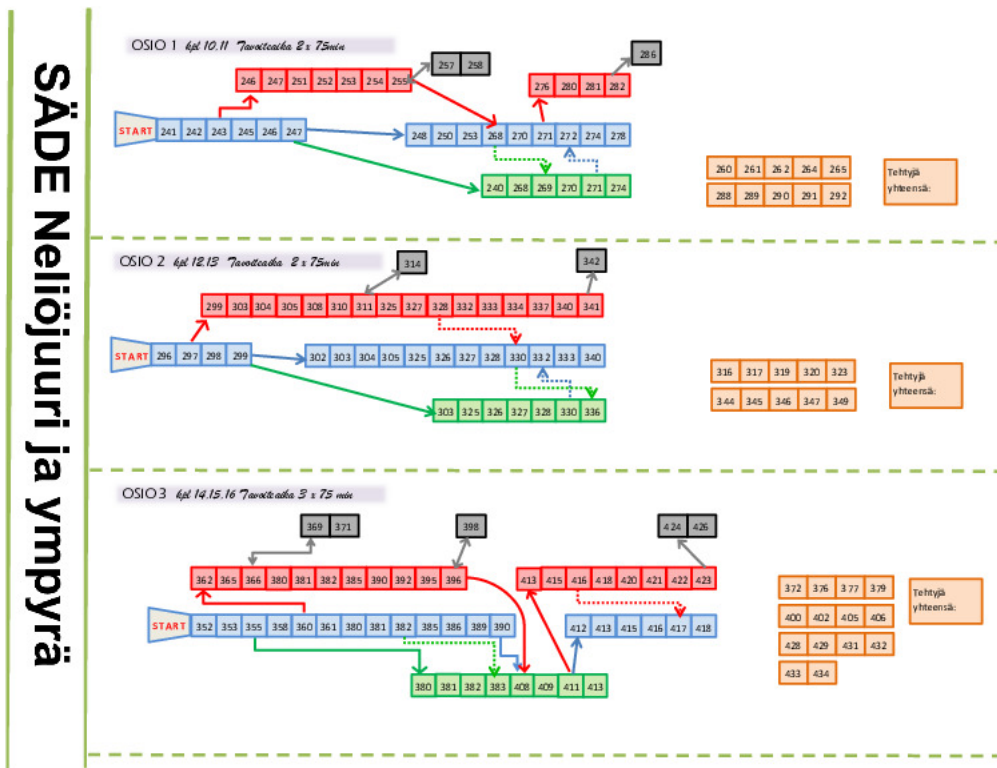 SÄDE Neliöjuuri ja ympyrä
OSIO 1 kpl 10.11 Tavoiteaika 2 x 75min
257 258
286
246 247 251 252 253 254 255
276 280 281 282
START 241 242 243 245 246 247
248 250 253 268 270 271 272 274 278
240 268 269 270 271 274
260 261 262 264 265
288 289 290 291 292
Tehtyjä
yhteensä:
OSIO 2 kpl 12.13 Tavoiteaika 2 x 75min
314
342
299 303 304 305 308 310 311 325 327 328 332 333 334 337 340 341
START 296 297 298 299
302 303 304 305 325 326 327 328 330 332 333 340
303 325 326 327 328 330 336
316 317 319 320 323
344 345 346 347 349
Tehtyjä
yhteensä:
OSIO 3 kpl 14.15.16 Tavoiteaika 3 x 75 min
369 371
398
424 426
362 365 366 380 381 382 385 390 392 395 396
413 415 416 418 420 421 422 423
START 352 353 355 358 360 361 380 381 382 385 386 389 390
412 413 415 416 417 418
380 381 382 383 408 409 411 413
372 376 377 379
400 402 405 406
428 429 431 432
433 434
Tehtyjä
yhteensä: